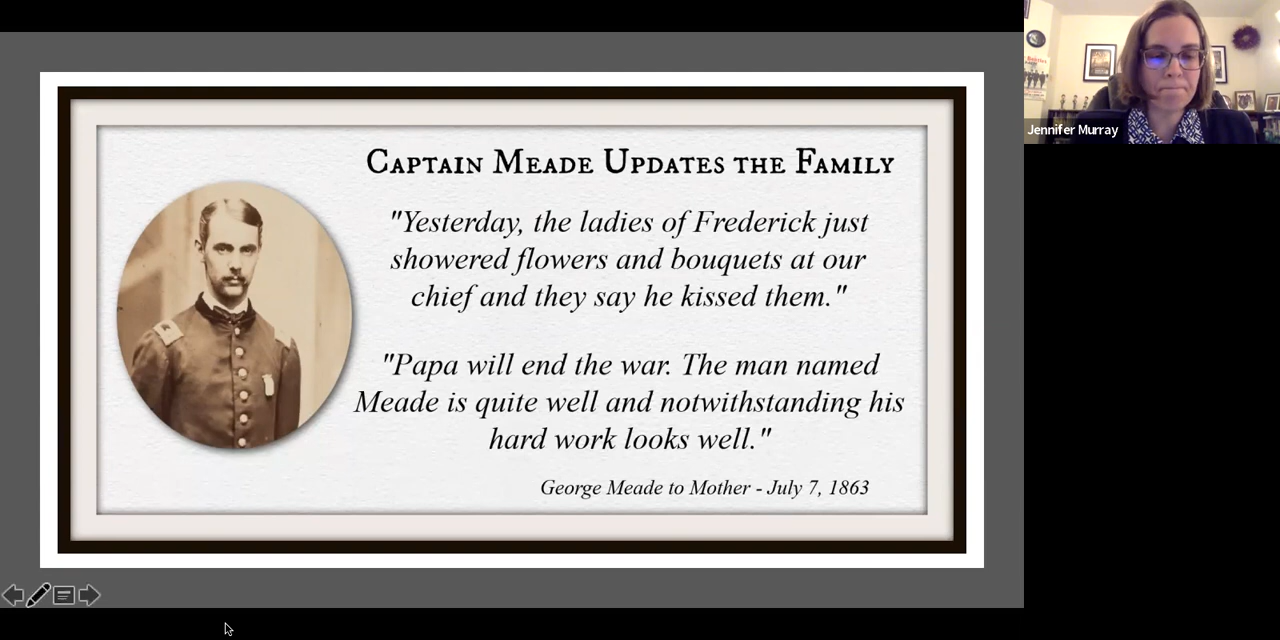 Captain Meade Updates the Family
"Yesterday, the ladies of Frederick just
showered flowers and bouquets at our
chief and they say he kissed them."
"Papa will end the war. The man named
Meade is quite well and notwithstanding his
hard work looks well."
George Meade to Mother - July 7, 1863
Jennifer Murray